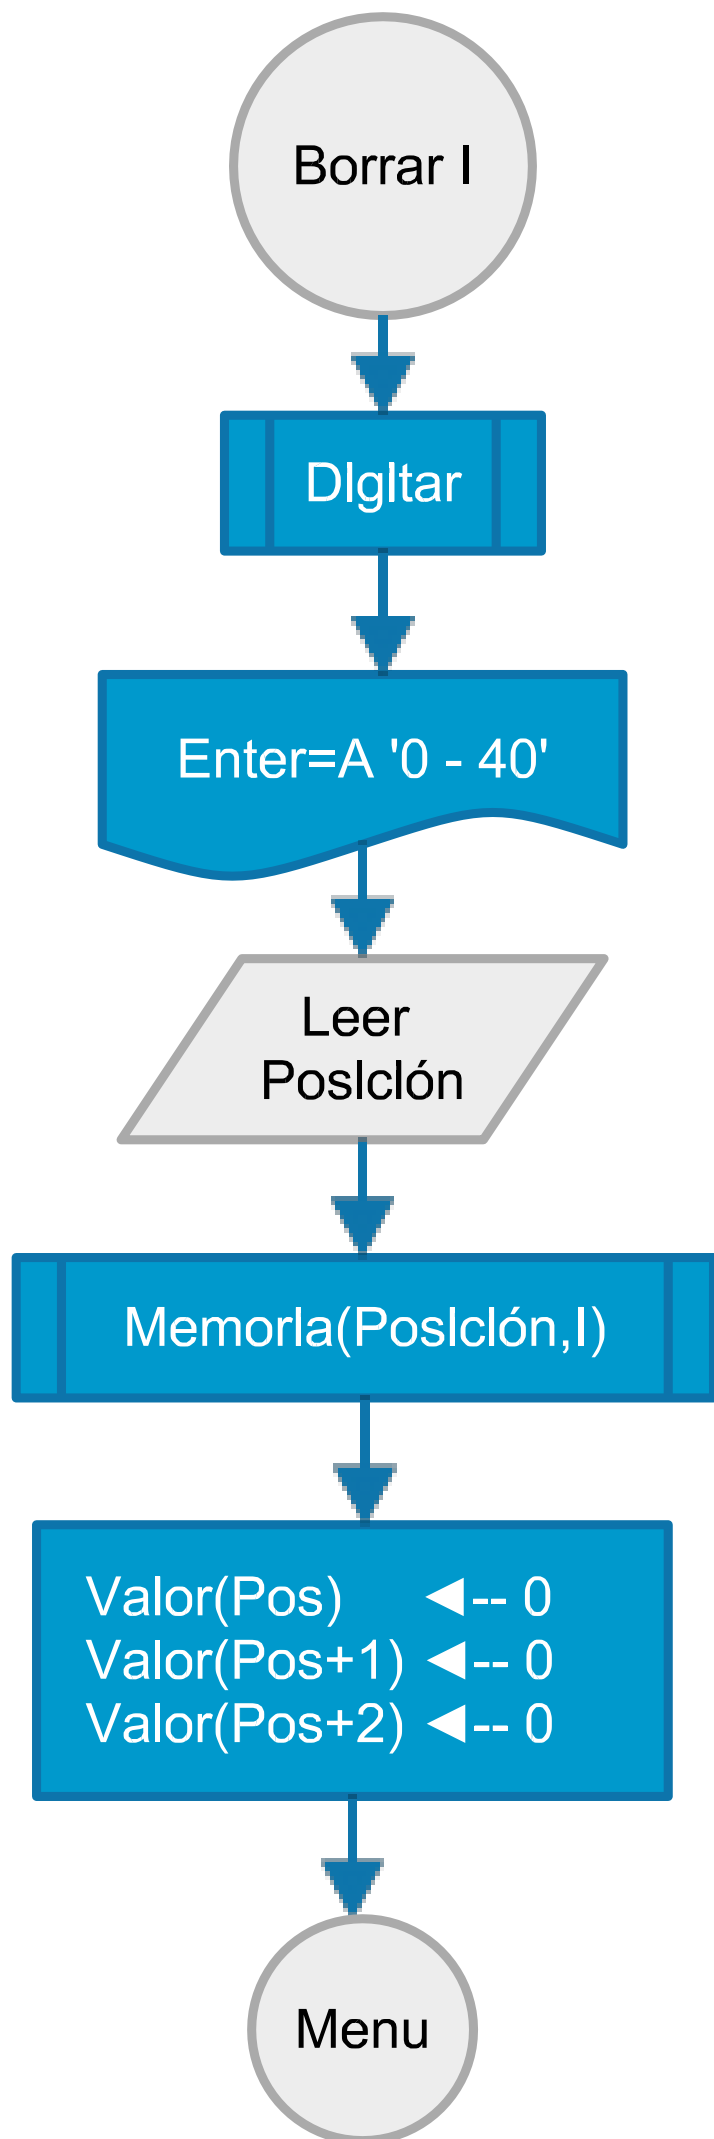 Borrar I
DIgItar
Enter=A '0 - 40'
Leer
PosIcIón
MemorIa(PosIcIón,I)
Valor(Pos) ◀-- 0
Valor(Pos+1) ◀-- 0
Valor(Pos+2) ◀-- 0
Menu